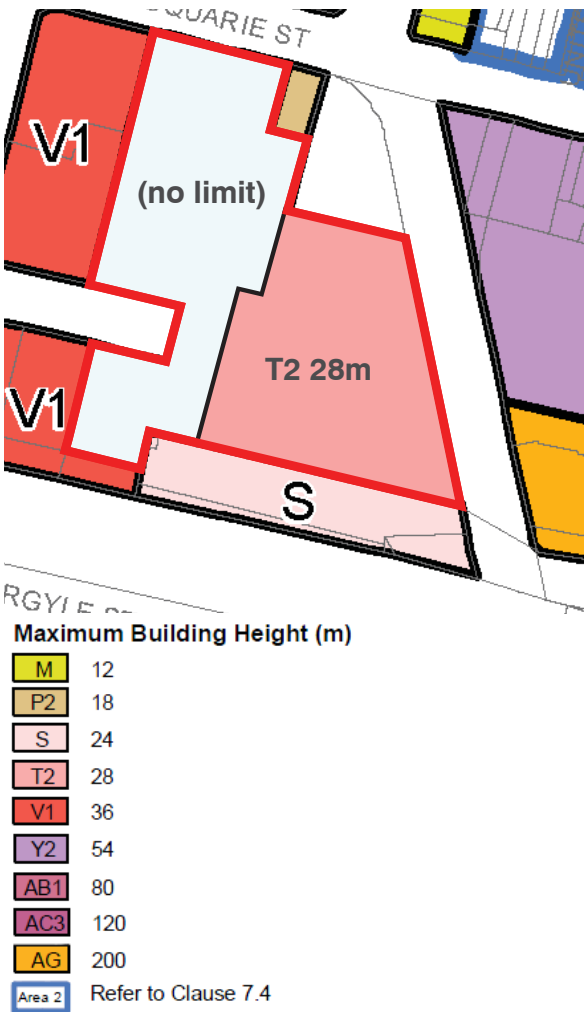 QUARIE ST
V1
(no limit)
T2 28m
V1
S
RGYLE
Maximum Building Height (m)
M 12
P2 18
S 24
T2 28
V1 36
Y2 54
AB1 80
AC3 120
AG 200
Area 2 Refer to Clause 7.4